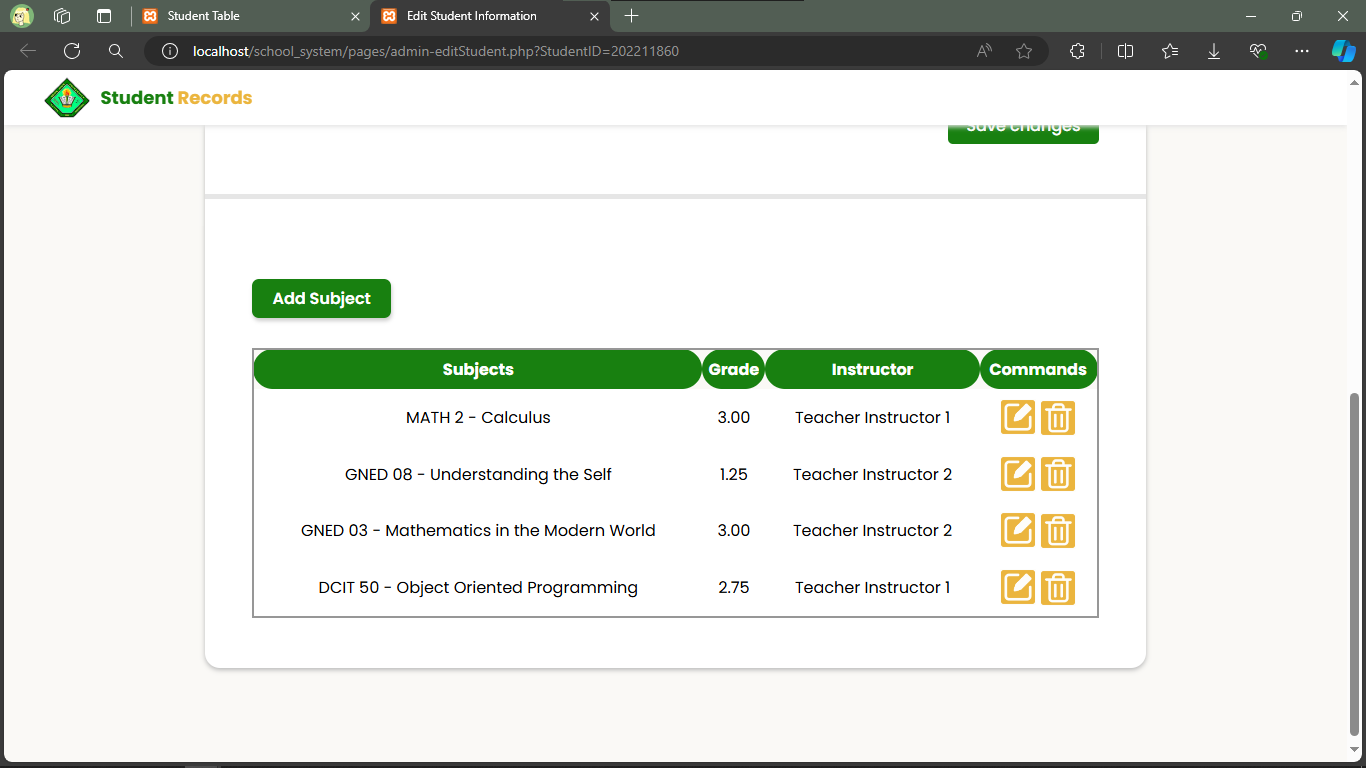 Student Table
Edit Student Information
localhost/school_system/pages/admin-editStudent.php?StudentID=202211860
Student Records
Save changes
Add Subject
Subjects Grade Instructor Commands
MATH 2 - Calculus 3.00 Teacher Instructor 1
GNED 08 - Understanding the Self 1.25 Teacher Instructor 2
GNED 03 - Mathematics in the Modern World 3.00 Teacher Instructor 2
DCIT 50 - Object Oriented Programming 2.75 Teacher Instructor 1